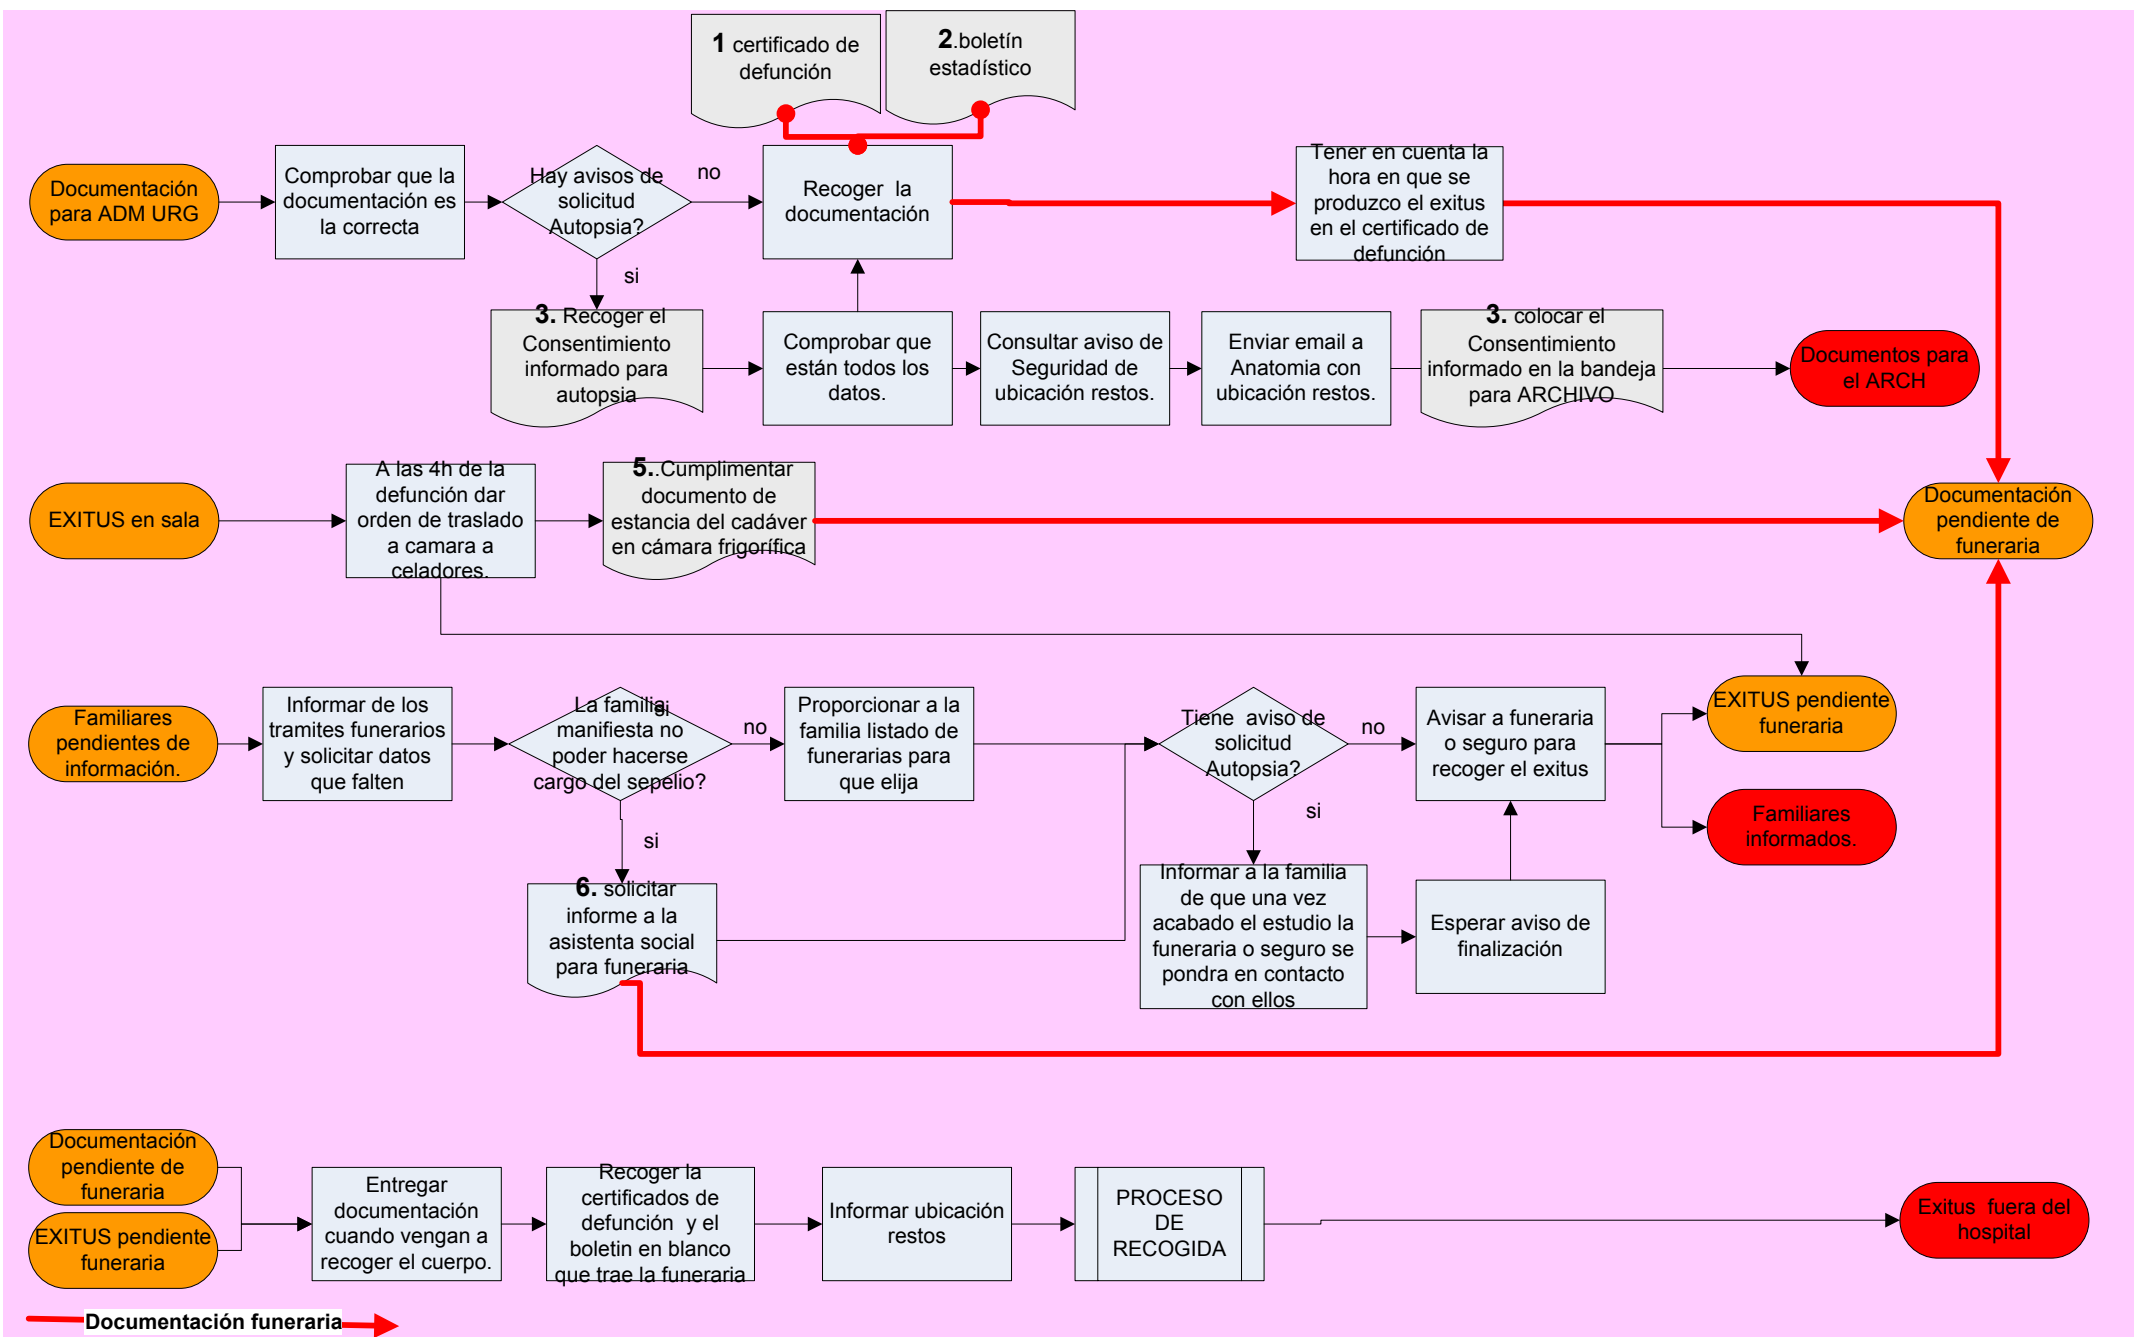 1 certificado de
defunción
2.boletín
estadístico
Documentación
para ADM URG
Comprobar que la
documentación es
la correcta
Hay avisos de
solicitud
Autopsia?
no
si
Recoger la
documentación
Tener en cuenta la
hora en que se
produzco el exitus
en el certificado de
defunción
3. Recoger el
Consentimiento
informado para
autopsia
Comprobar que
están todos los
datos.
Consultar aviso de
Seguridad de
ubicación restos.
Enviar email a
Anatomia con
ubicación restos.
3. colocar el
Consentimiento
informado en la bandeja
para ARCHIVO
Documentos para
el ARCH
EXITUS en sala
A las 4h de la
defunción dar
orden de traslado
a camara a
celadores.
5..Cumplimentar
documento de
estancia del cadáver
en cámara frigorífica
Documentación
pendiente de
funeraria
Familiares
pendientes de
información.
Informar de los
tramites funerarios
y solicitar datos
que falten
La familia
si
manifiesta no
poder hacerse
cargo del sepelio?
no
si
Proporcionar a la
familia listado de
funerarias para
que elija
Tiene aviso de
solicitud
Autopsia?
no
si
Avisar a funeraria
o seguro para
recoger el exitus
EXITUS pendiente
funeraria
Familiares
informados.
6. solicitar
informe a la
asistenta social
para funeraria
Informar a la familia
de que una vez
acabado el estudio la
funeraria o seguro se
pondra en contacto
con ellos
Esperar aviso de
finalización
Documentación
pendiente de
funeraria
EXITUS pendiente
funeraria
Entregar
documentación
cuando vengan a
recoger el cuerpo.
Recoger la
certificados de
defunción y el
boletin en blanco
que trae la funeraria
Informar ubicación
restos
PROCESO
DE
RECOGIDA
Exitus fuera del
hospital
Documentación funeraria